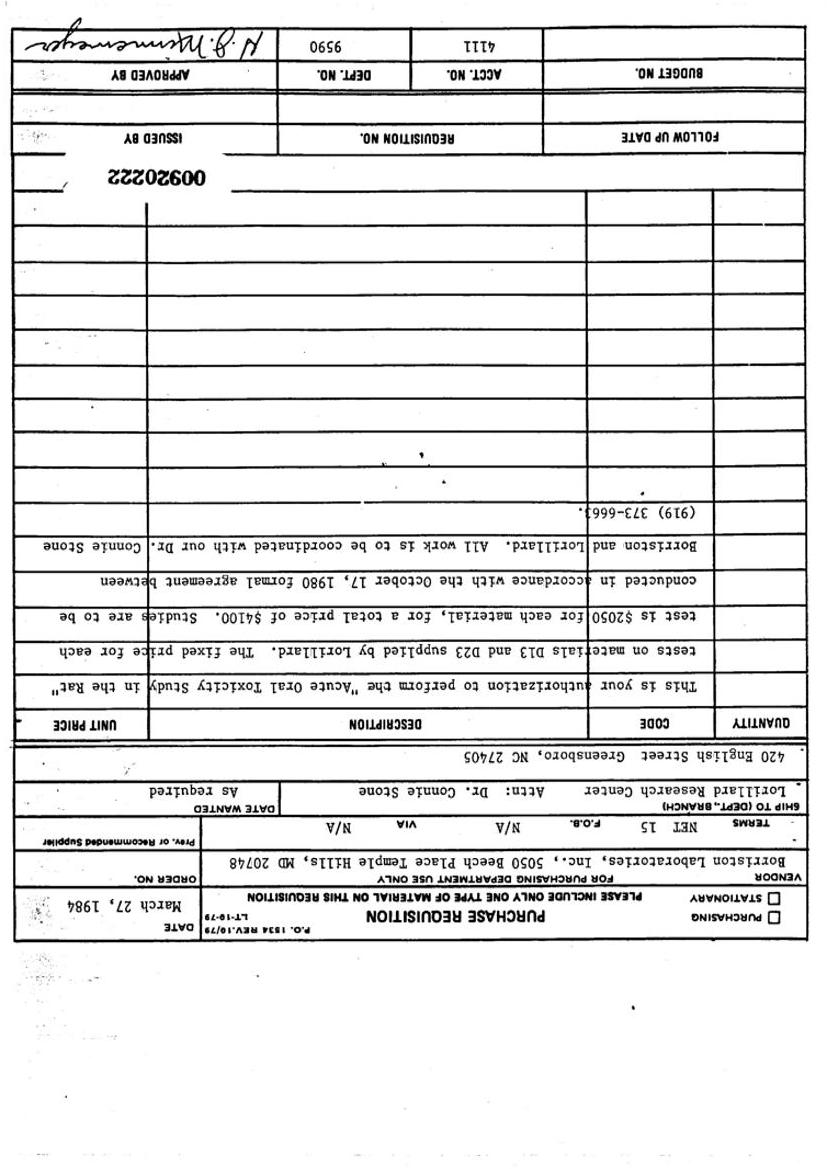 P.O. 1534 REV.10/79
LT-10-79
☐ PURCHASING
☐ STATIONARY
PURCHASE REQUISITION
PLEASE INCLUDE ONLY ONE TYPE OF MATERIAL ON THIS REQUISITION
DATE
March 27, 1984
VENDOR FOR PURCHASING DEPARTMENT USE ONLY ORDER NO.
Borriston Laboratories, Inc., 5050 Beech Place Temple Hills, MD 20748
TERMS NET 15 F.O.B. N/A VIA N/A Prev. or Recommended Supplier
SHIP TO (DEPT., BRANCH) DATE WANTED
Lorillard Research Center Attn: Dr. Connie Stone As required
420 English Street Greensboro, NC 27405
QUANTITY CODE DESCRIPTION UNIT PRICE
This is your authorization to perform the "Acute Oral Toxicity Study in the Rat"
tests on materials D13 and D23 supplied by Lorillard. The fixed price for each
test is $2050 for each material, for a total price of $4100. Studies are to be
conducted in accordance with the October 17, 1980 formal agreement between
Borriston and Lorillard. All work is to be coordinated with our Dr. Connie Stone
(919) 373-6663.
00920222
FOLLOW UP DATE REQUISITION NO. ISSUED BY
BUDGET NO. ACCT. NO. DEPT. NO. APPROVED BY
4111 9590 H.J. Minnemeyer